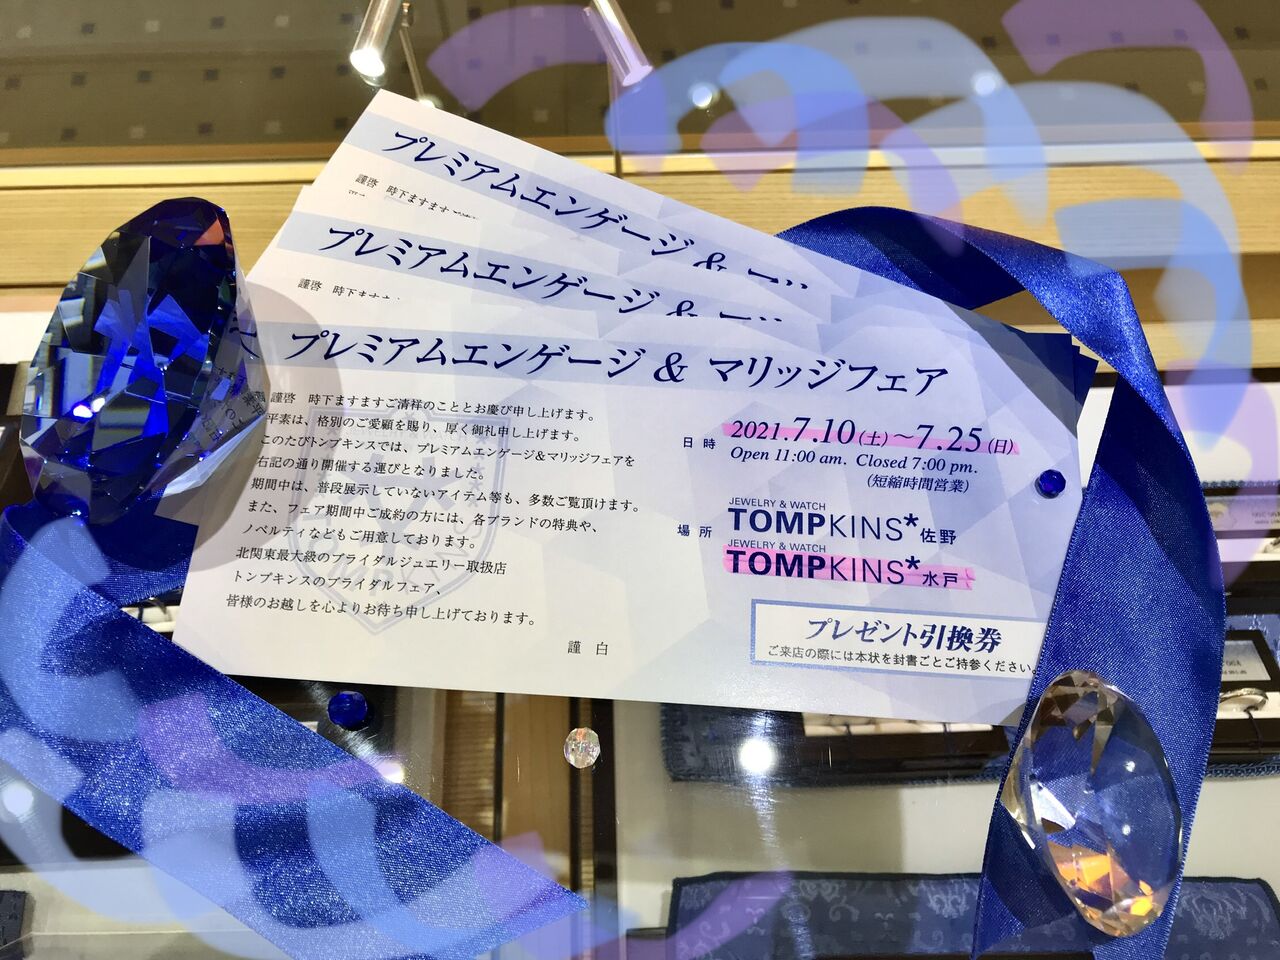 プレミアムエンゲージ &
謹啓 時下ますます
プレミアムエンゲージ &
謹啓 時下ますます
プレミアムエンゲージ & マリッジフェア
謹啓 時下ますますご清祥のこととお慶び申し上げます。
平素は、格別のご愛顧を賜り、厚く御礼申し上げます。
このたびトンプキンスでは、プレミアムエンゲージ&マリッジフェアを
右記の通り開催する運びとなりました。
期間中は、普段展示していないアイテム等も、多数ご覧頂けます。
また、フェア期間中ご成約の方には、各ブランドの特典や、
ノベルティなどもご用意しております。
北関東最大級のブライダルジュエリー取扱店
トンプキンスのブライダルフェア、
皆様のお越しを心よりお待ち申し上げております。
謹 白
日 時 2021.7.10(土)~7.25(日)
Open 11:00 am. Closed 7:00 pm.
(短縮時間営業)
JEWELRY & WATCH
場 所 TOMPKINS*佐野
JEWELRY & WATCH
TOMPKINS*水戸
プレゼント引換券
ご来店の際には本状を封書ごとご持参ください。